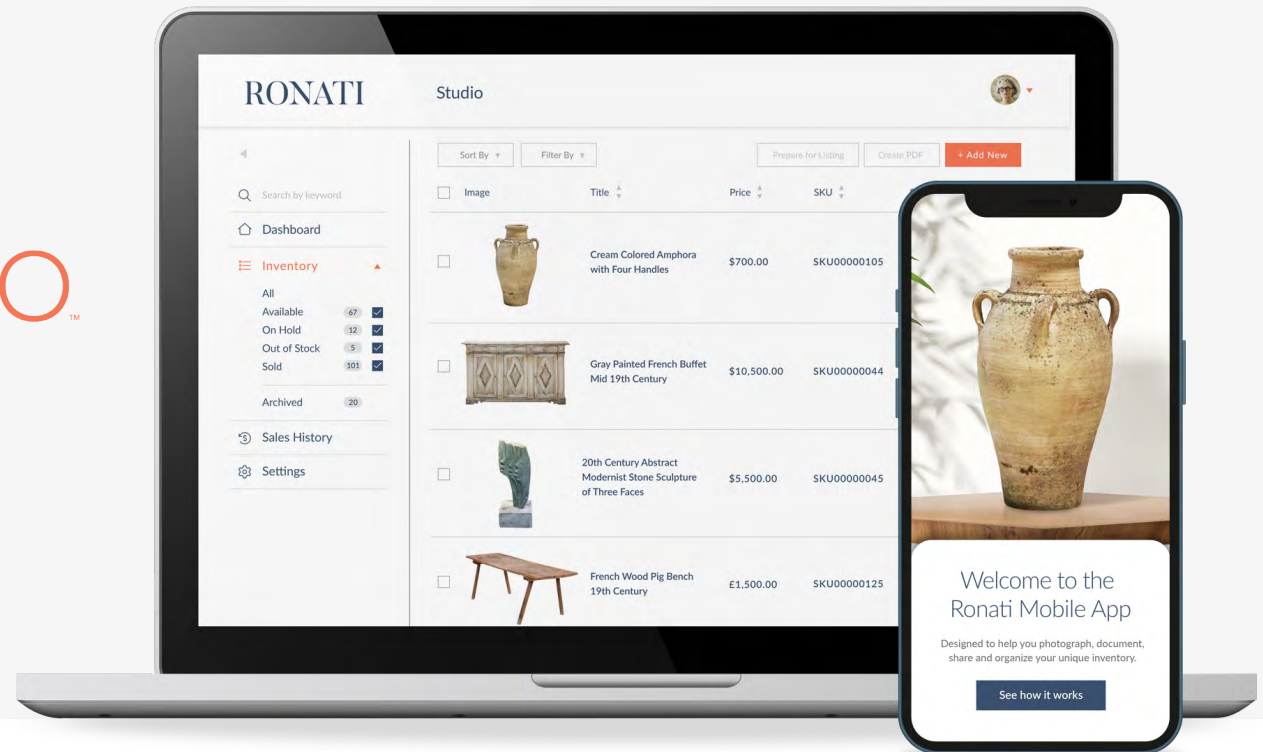 RONATI
Studio
Sort By
Filter By
Prepare for Listing
Create PDF
+ Add New
Search by keyword
Image
Title
Price
SKU
Dashboard
Inventory
All
Available 67
On Hold 12
Out of Stock 5
Sold 101
Archived 20
Sales History
Settings
Cream Colored Amphora
with Four Handles
$700.00
SKU00000105
Gray Painted French Buffet
Mid 19th Century
$10,500.00
SKU00000044
20th Century Abstract
Modernist Stone Sculpture
of Three Faces
$5,500.00
SKU00000045
French Wood Pig Bench
19th Century
£1,500.00
SKU00000125
O™
Welcome to the
Ronati Mobile App
Designed to help you photograph, document,
share and organize your unique inventory.
See how it works